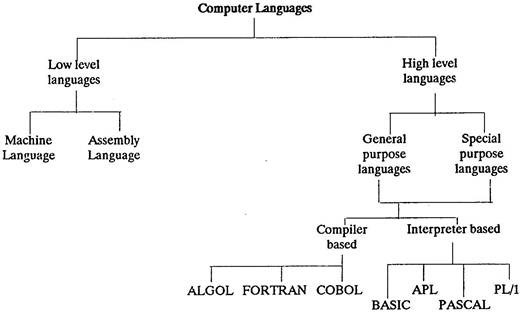 Computer Languages
Low level
languages
High level
languages
Machine
Language
Assembly
Language
General
purpose
languages
Special
purpose
languages
Compiler
based
Interpreter based
ALGOL FORTRAN COBOL
BASIC APL PASCAL PL/1